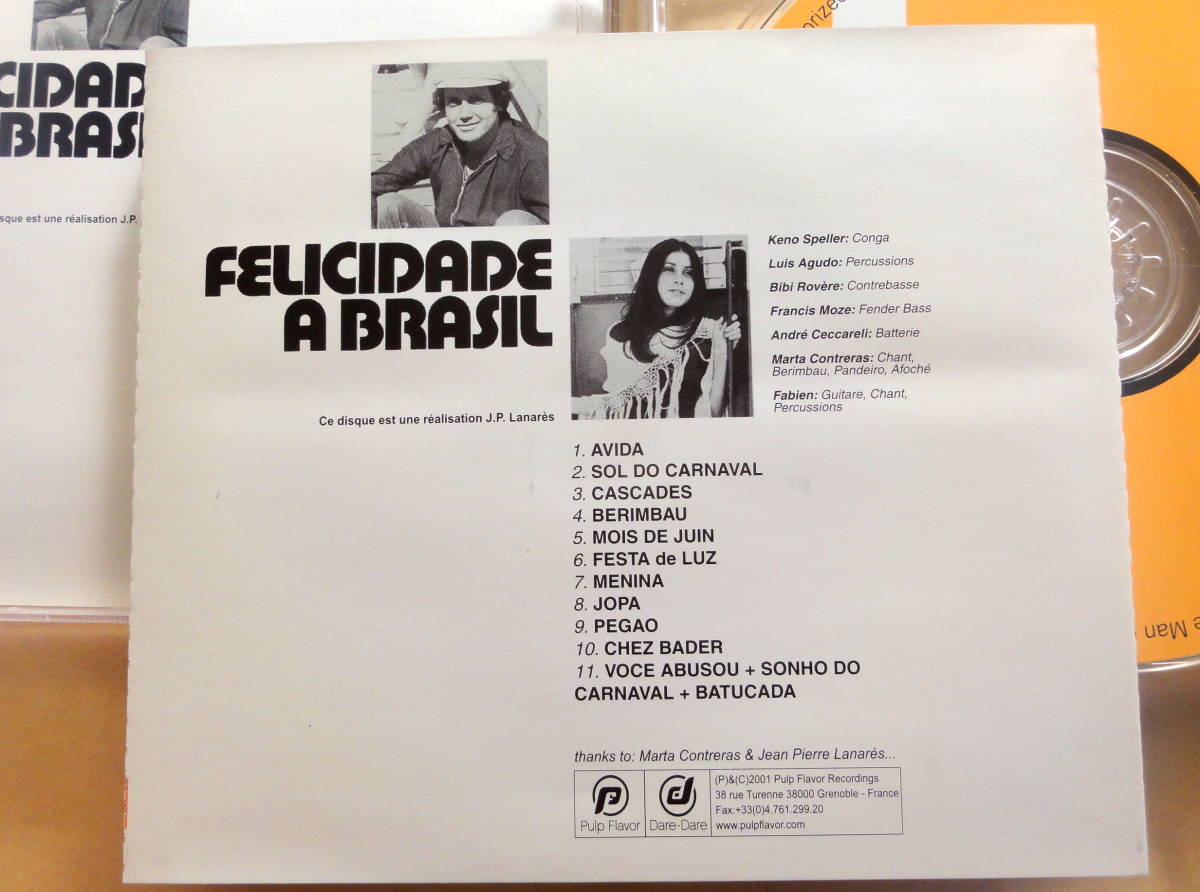 CIDAD
BRASI
sque est une réalisation J.P.
FELICIDADE
A BRASIL
Ce disque est une réalisation J.P. Lanarès
Keno Speller: Conga
Luis Agudo: Percussions
Bibi Rovère: Contrebasse
Francis Moze: Fender Bass
André Ceccareli: Batterie
Marta Contreras: Chant,
Berimbau, Pandeiro, Afoché
Fabien: Guitare, Chant,
Percussions
1. AVIDA
2. SOL DO CARNAVAL
3. CASCADES
4. BERIMBAU
5. MOIS DE JUIN
6. FESTA de LUZ
7. MENINA
8. JOPA
9. PEGAO
10. CHEZ BADER
11. VOCE ABUSOU + SONHO DO
CARNAVAL + BATUCADA
thanks to: Marta Contreras & Jean Pierre Lanarès...
Pulp Flavor
Dare-Dare
(P)&(C)2001 Pulp Flavor Recordings
38 rue Turenne 38000 Grenoble - France
Fax:+33(0)4.761.299.20
www.pulpflavor.com
orized
e Man